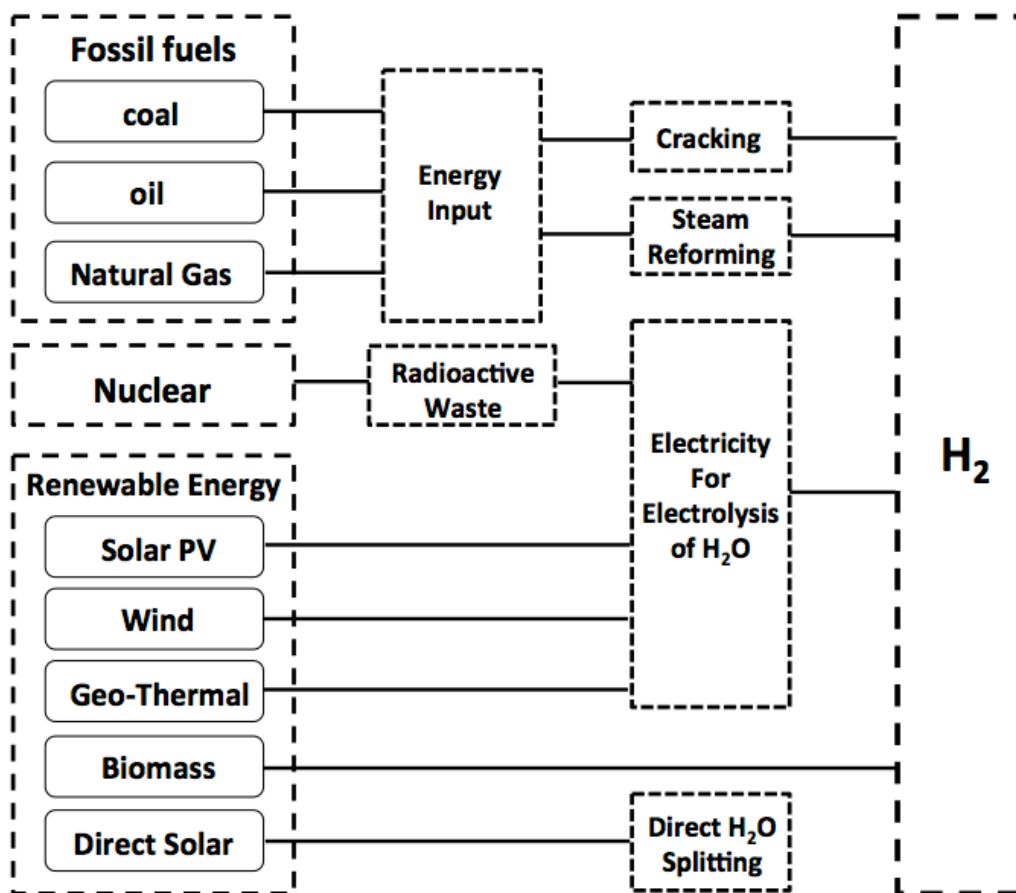 Fossil fuels
coal
oil
Natural Gas
Energy
Input
Cracking
Steam
Reforming
Nuclear
Radioactive
Waste
Electricity
For
Electrolysis
of H₂O
H₂
Renewable Energy
Solar PV
Wind
Geo-Thermal
Biomass
Direct Solar
Direct H₂O
Splitting